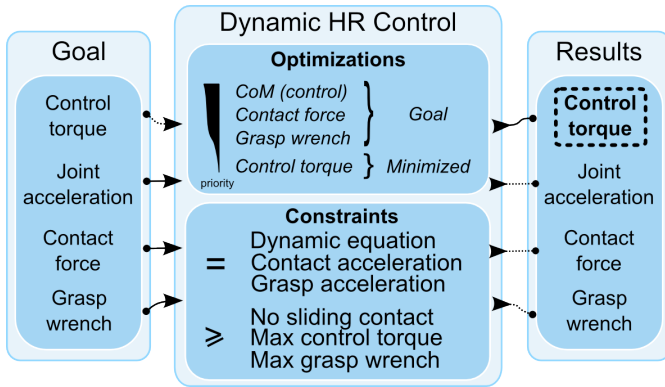 Goal
Control
torque
Joint
acceleration
Contact
force
Grasp
wrench
Dynamic HR Control
Optimizations
CoM (control)
Contact force
Grasp wrench
} Goal
Control torque } Minimized
priority
Constraints
=
Dynamic equation
Contact acceleration
Grasp acceleration
⩾
No sliding contact
Max control torque
Max grasp wrench
Results
Control
torque
Joint
acceleration
Contact
force
Grasp
wrench